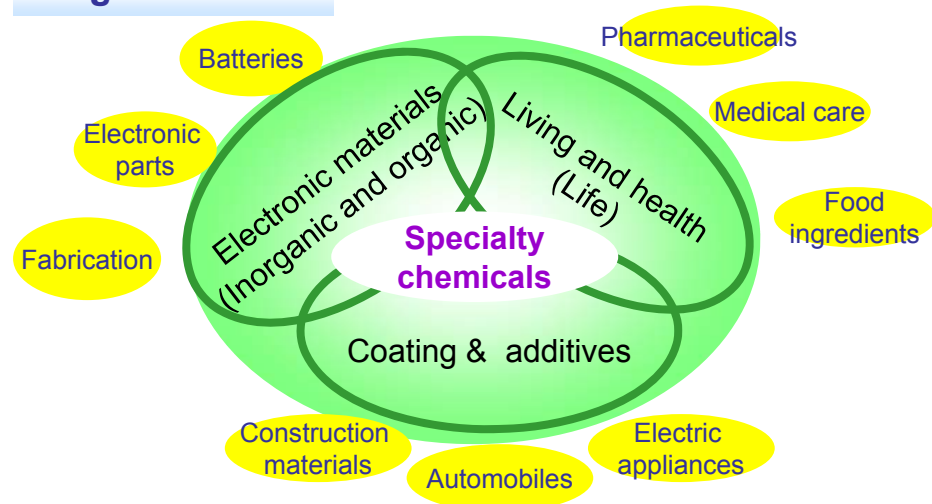 Batteries
Pharmaceuticals
Electronic materials
(Inorganic and organic)
Living and health
(Life)
Medical care
Electronic
parts
Food
ingredients
Fabrication
Specialty
chemicals
Coating & additives
Construction
materials
Automobiles
Electric
appliances